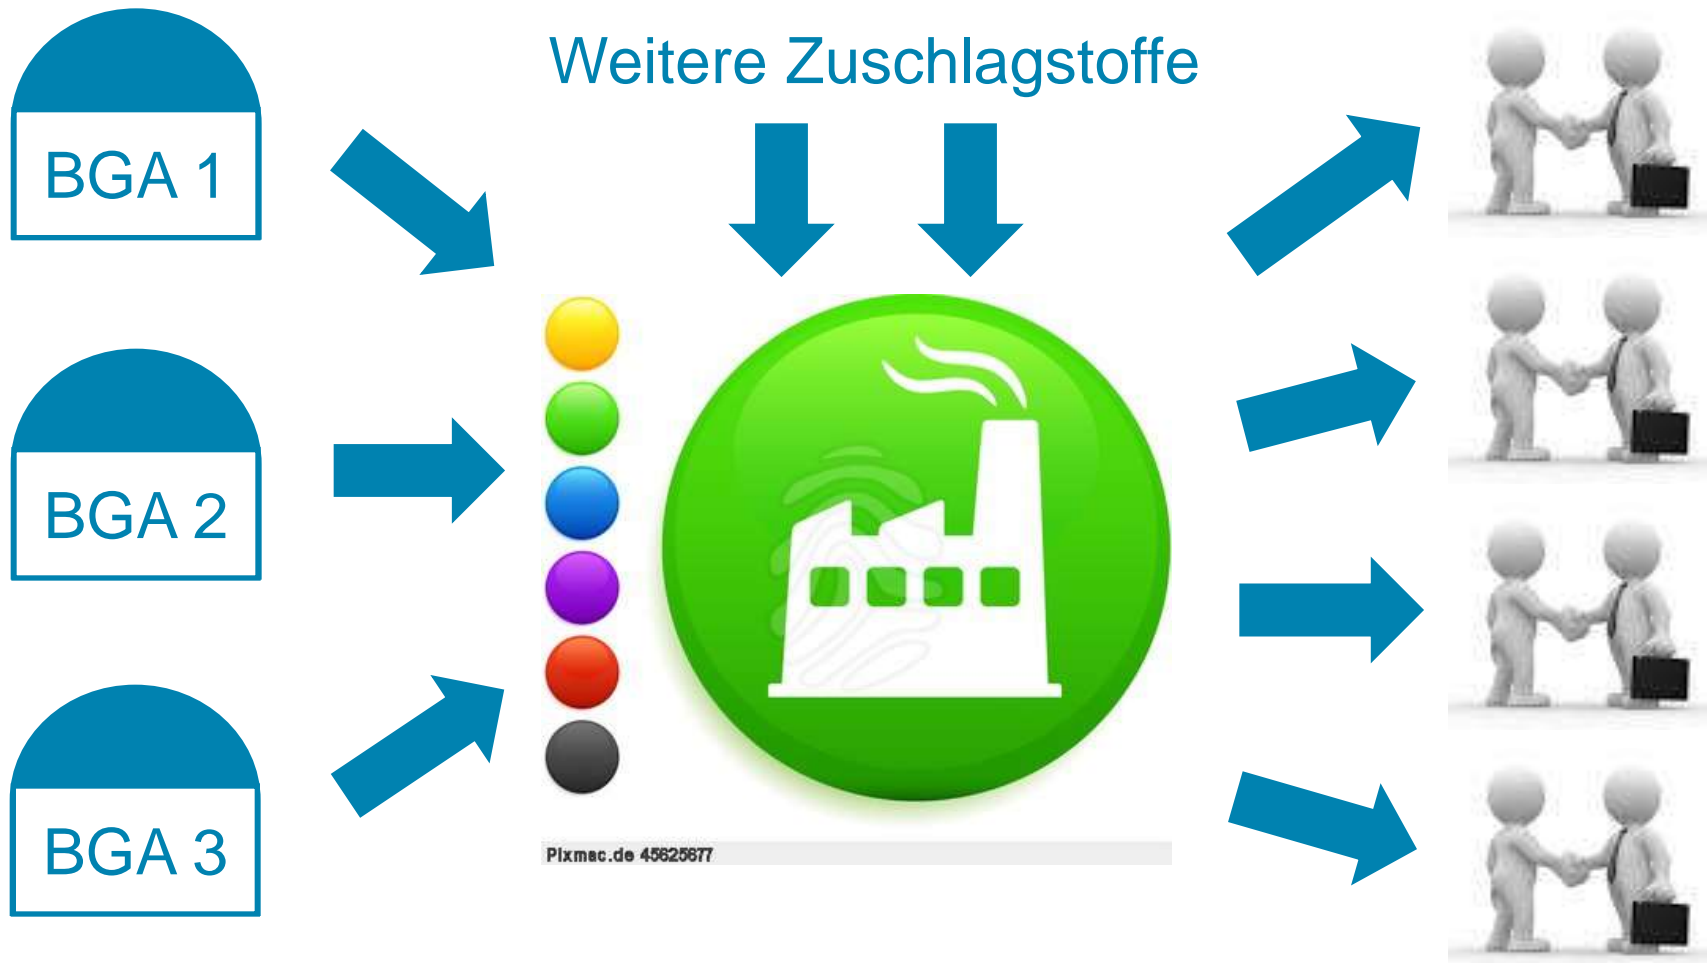 Weitere Zuschlagstoffe
BGA 1
BGA 2
BGA 3
Pixmac.de 45625677